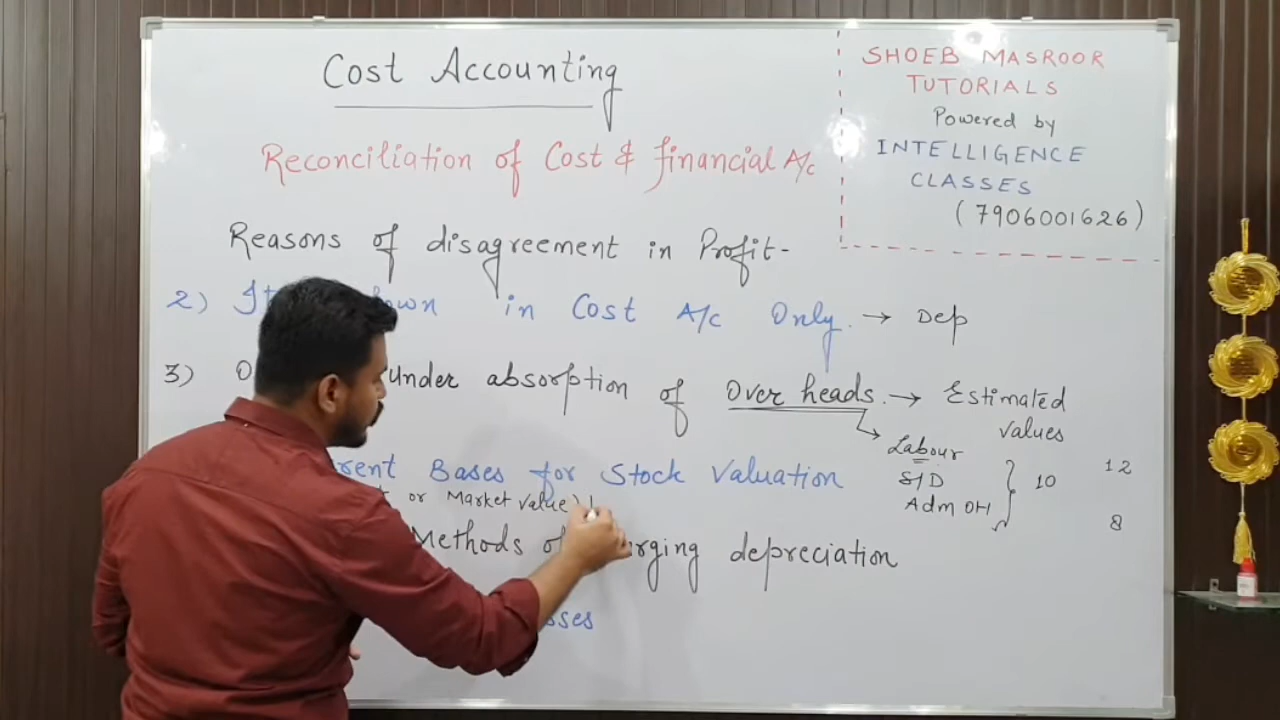 Cost Accounting
Reconciliation of Cost & financial A/c
SHOEB MASROOR
TUTORIALS
Powered by
INTELLIGENCE
CLASSES
(7906001626)
Reasons of disagreement in Profit-
2) in Cost A/c Only. → Dep
3) under absorption of Over heads. → Estimated
values
Labour
S/D
Adm OH
10
12
8
Bases for Stock Valuation
or Market value)
Methods depreciation